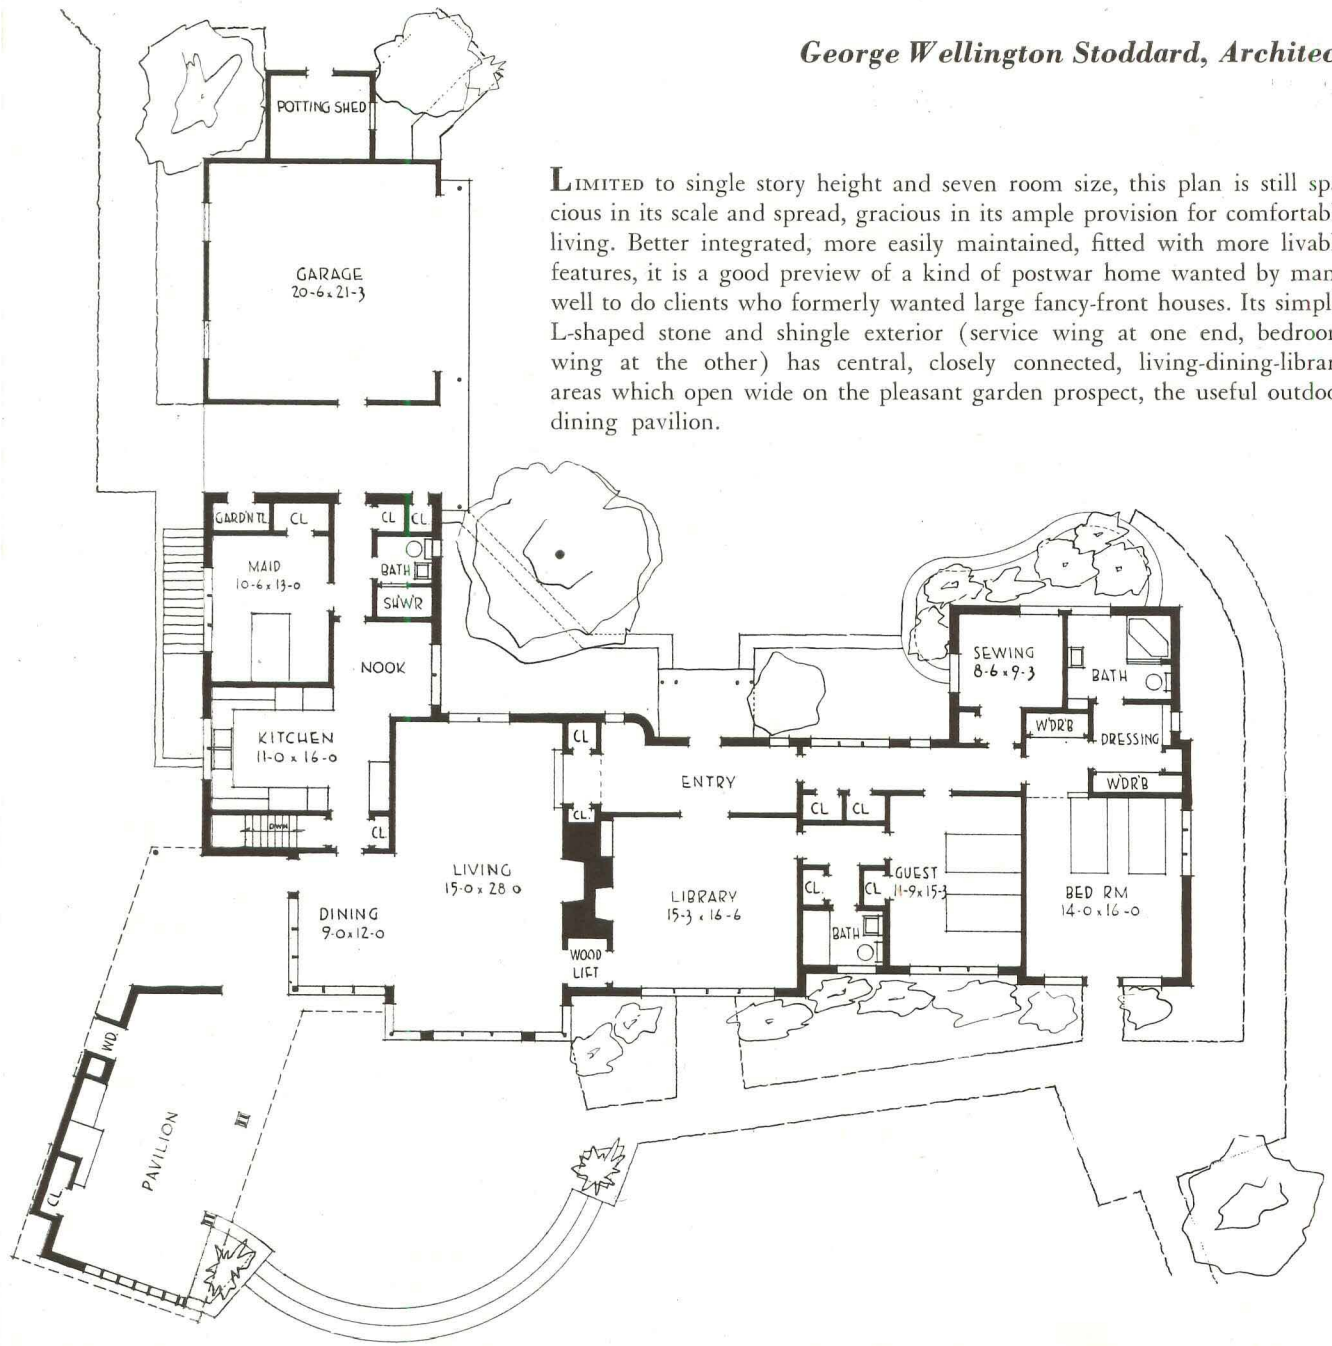 George Wellington Stoddard, Architec
LIMITED to single story height and seven room size, this plan is still sp
cious in its scale and spread, gracious in its ample provision for comfortab
living. Better integrated, more easily maintained, fitted with more livab
features, it is a good preview of a kind of postwar home wanted by man
well to do clients who formerly wanted large fancy-front houses. Its simpl
L-shaped stone and shingle exterior (service wing at one end, bedroom
wing at the other) has central, closely connected, living-dining-librar
areas which open wide on the pleasant garden prospect, the useful outdoo
dining pavilion.
POTTING SHED
GARAGE
20-6 x 21-3
GARD'N TL
CL
CL
CL.
MAID
10-6 x 13-0
BATH
SH'W'R
NOOK
KITCHEN
11-0 x 16-0
DWN
CL
SEWING
8-6 x 9-3
BATH
W'DR'B
DRESSING
W'DR'B
CL
ENTRY
CL.
CL
CL
LIVING
15-0 x 28 0
DINING
9-0 x 12-0
LIBRARY
15-3 x 16-6
CL.
CL
GUEST
11-9 x 15-3
BED RM
14-0 x 16-0
BATH
WOOD
LIFT
WD.
PAVILION
CL